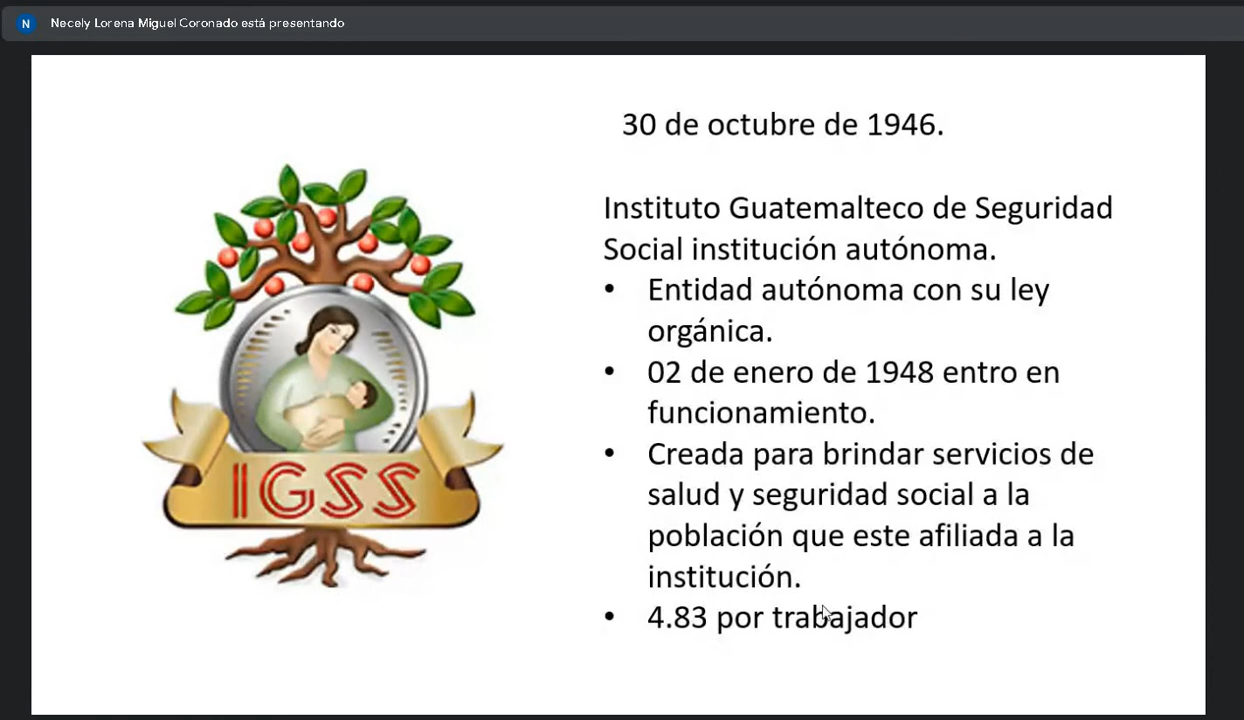 N Necely Lorena Miguel Coronado está presentando
30 de octubre de 1946.
Instituto Guatemalteco de Seguridad
Social institución autónoma.
• Entidad autónoma con su ley
orgánica.
• 02 de enero de 1948 entro en
funcionamiento.
• Creada para brindar servicios de
salud y seguridad social a la
población que este afiliada a la
institución.
• 4.83 por trabajador
IGSS